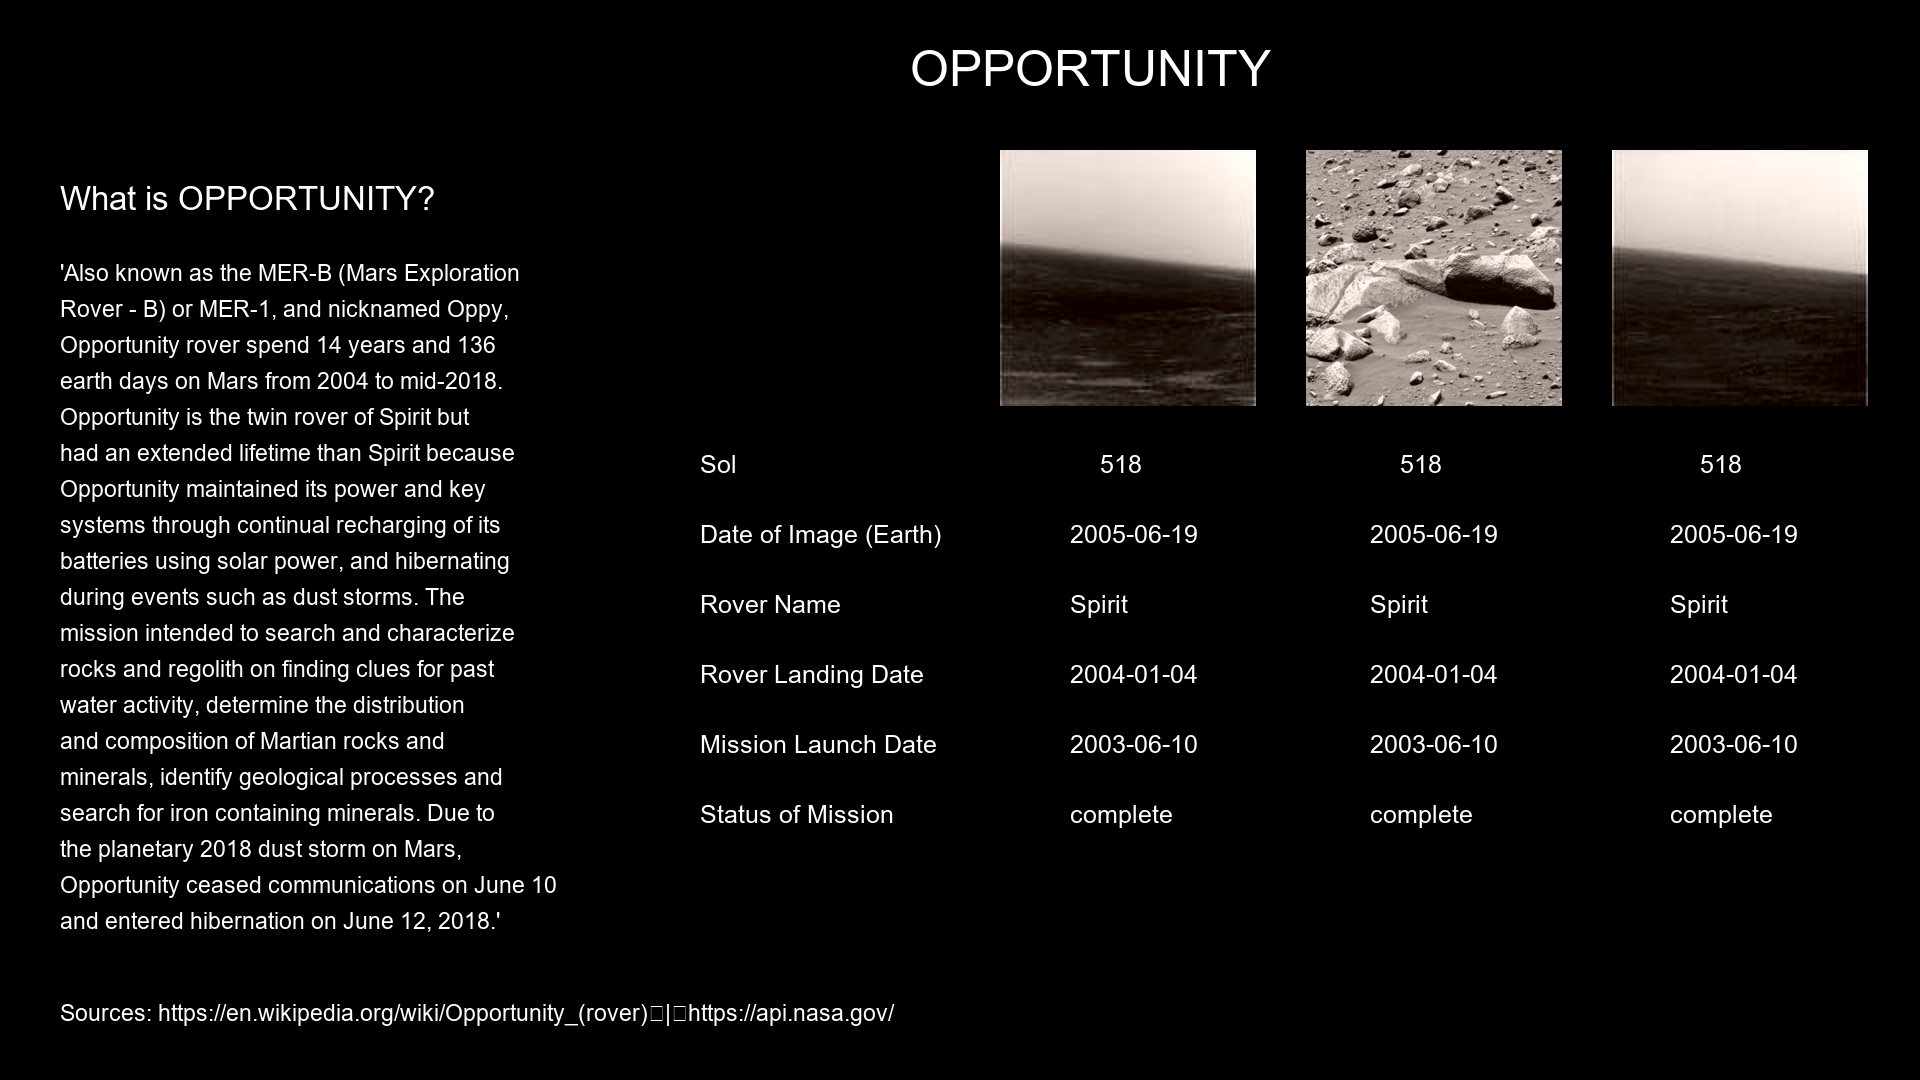 OPPORTUNITY
What is OPPORTUNITY?
'Also known as the MER-B (Mars Exploration
Rover - B) or MER-1, and nicknamed Oppy,
Opportunity rover spend 14 years and 136
earth days on Mars from 2004 to mid-2018.
Opportunity is the twin rover of Spirit but
had an extended lifetime than Spirit because
Opportunity maintained its power and key
systems through continual recharging of its
batteries using solar power, and hibernating
during events such as dust storms. The
mission intended to search and characterize
rocks and regolith on finding clues for past
water activity, determine the distribution
and composition of Martian rocks and
minerals, identify geological processes and
search for iron containing minerals. Due to
the planetary 2018 dust storm on Mars,
Opportunity ceased communications on June 10
and entered hibernation on June 12, 2018.'
Sol 518 518 518
Date of Image (Earth) 2005-06-19 2005-06-19 2005-06-19
Rover Name Spirit Spirit Spirit
Rover Landing Date 2004-01-04 2004-01-04 2004-01-04
Mission Launch Date 2003-06-10 2003-06-10 2003-06-10
Status of Mission complete complete complete
Sources: https://en.wikipedia.org/wiki/Opportunity_(rover)□|□https://api.nasa.gov/